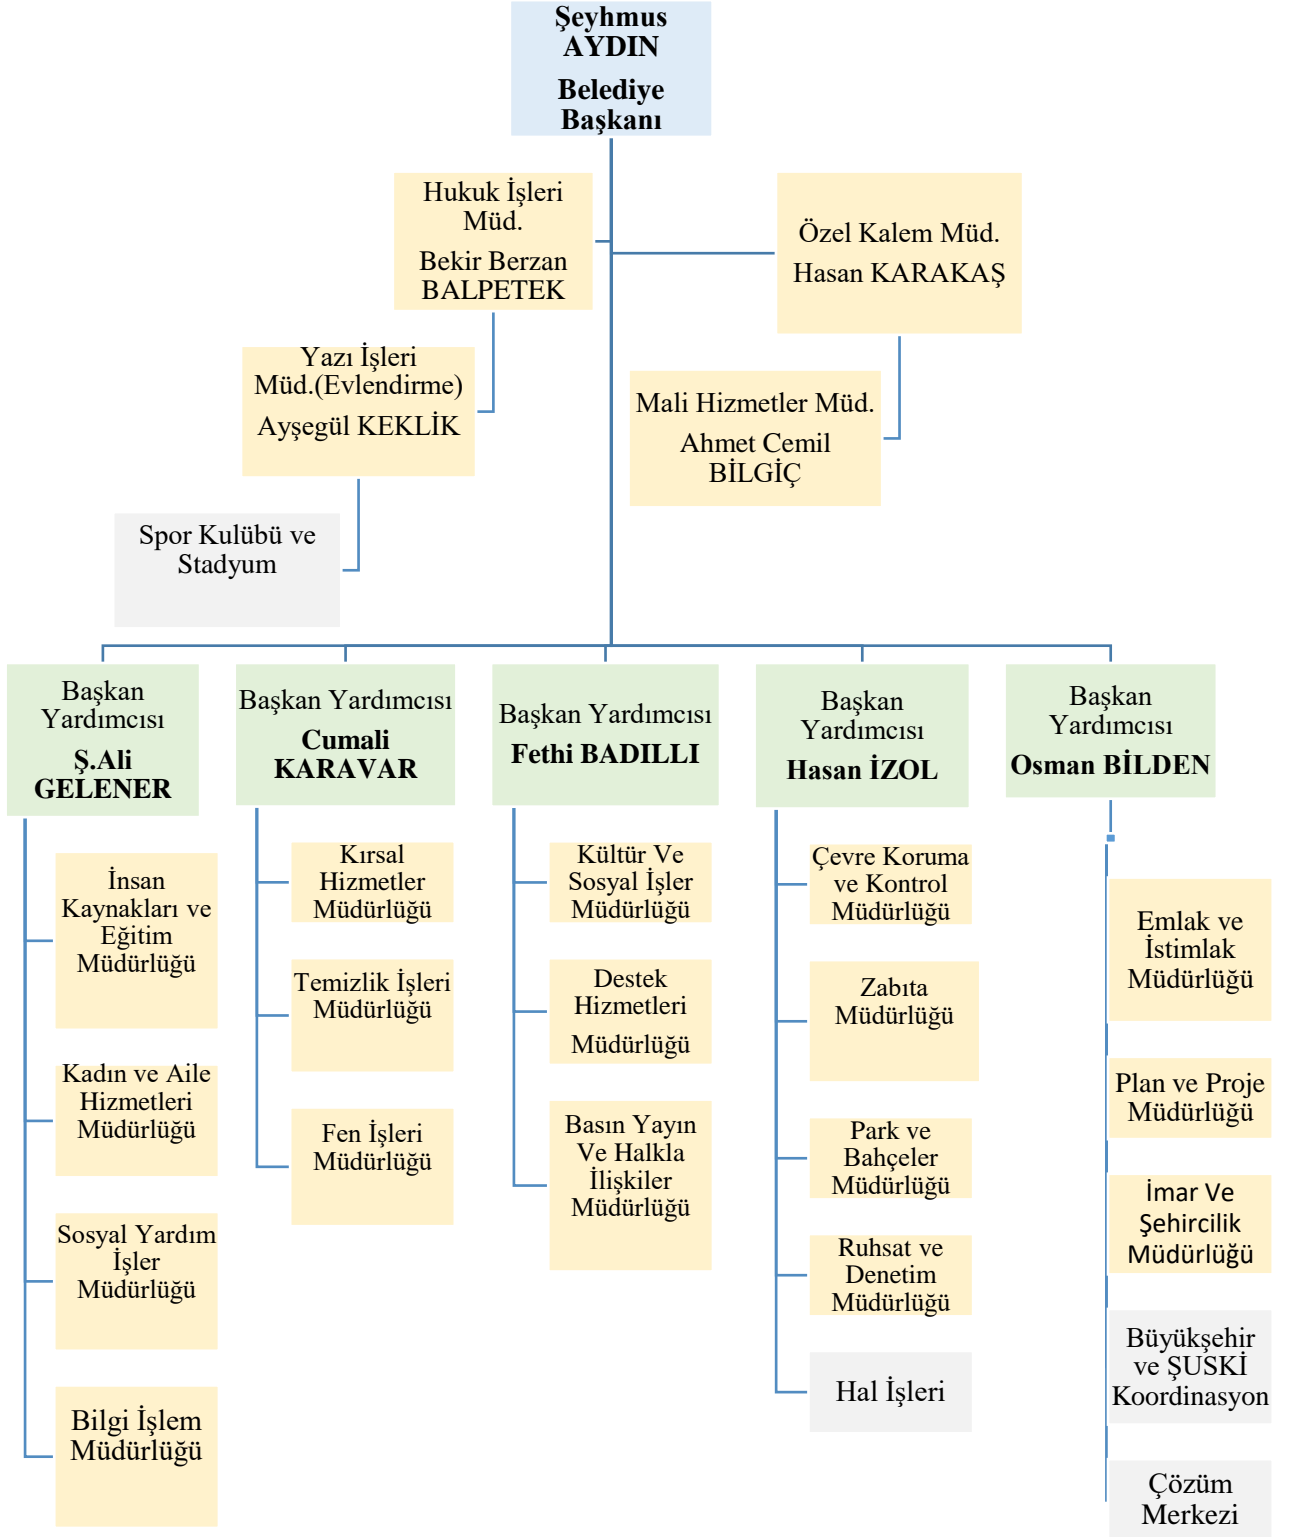 Şeyhmus
AYDIN
Belediye
Başkanı
Hukuk İşleri
Müd.
Bekir Berzan
BALPETEK
Özel Kalem Müd.
Hasan KARAKAŞ
Yazı İşleri
Müd.(Evlendirme)
Ayşegül KEKLİK
Mali Hizmetler Müd.
Ahmet Cemil
BİLGİÇ
Spor Kulübü ve
Stadyum
Başkan
Yardımcısı
Ş.Ali
GELENER
Başkan Yardımcısı
Cumali
KARAVAR
Başkan Yardımcısı
Fethi BADILLI
Başkan
Yardımcısı
Hasan İZOL
Başkan
Yardımcısı
Osman BİLDEN
İnsan
Kaynakları ve
Eğitim
Müdürlüğü
Kadın ve Aile
Hizmetleri
Müdürlüğü
Sosyal Yardım
İşler
Müdürlüğü
Bilgi İşlem
Müdürlüğü
Kırsal
Hizmetler
Müdürlüğü
Temizlik İşleri
Müdürlüğü
Fen İşleri
Müdürlüğü
Kültür Ve
Sosyal İşler
Müdürlüğü
Destek
Hizmetleri
Müdürlüğü
Basın Yayın
Ve Halkla
İlişkiler
Müdürlüğü
Çevre Koruma
ve Kontrol
Müdürlüğü
Zabıta
Müdürlüğü
Park ve
Bahçeler
Müdürlüğü
Ruhsat ve
Denetim
Müdürlüğü
Hal İşleri
Emlak ve
İstimlak
Müdürlüğü
Plan ve Proje
Müdürlüğü
İmar Ve
Şehircilik
Müdürlüğü
Büyükşehir
ve ŞUSKİ
Koordinasyon
Çözüm
Merkezi